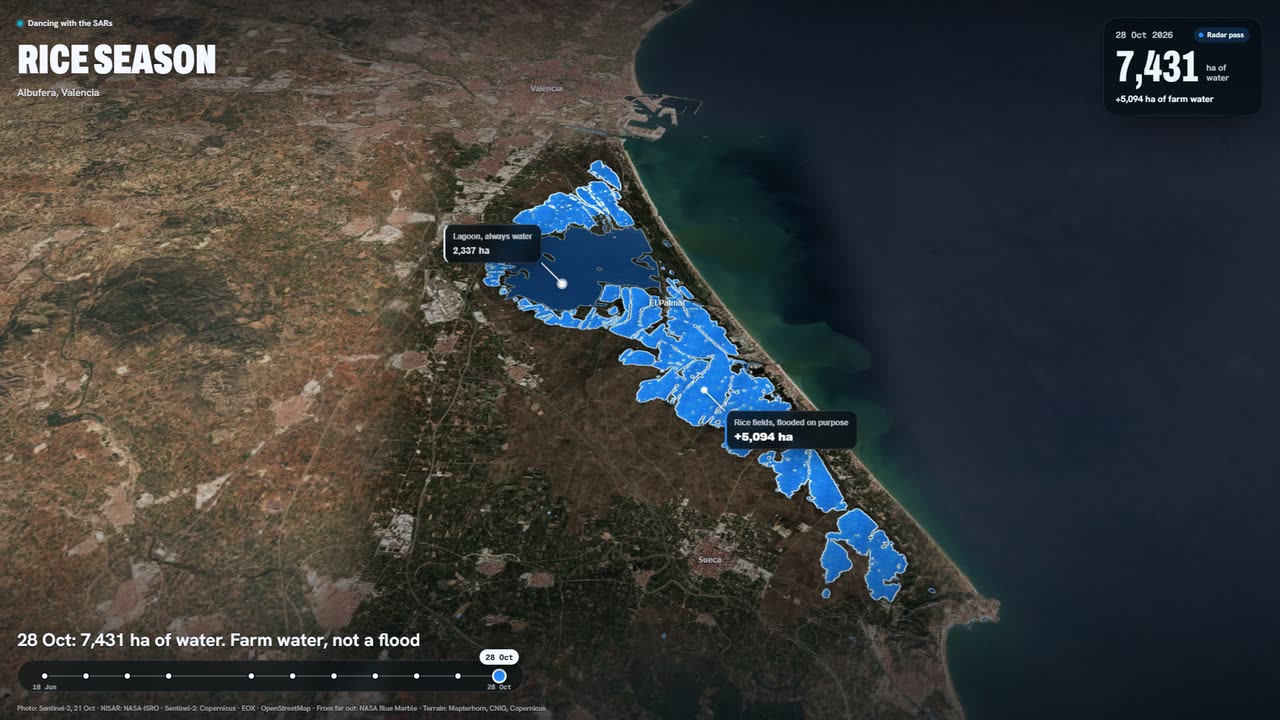 Dancing with the SARs
RICE SEASON
Albufera, Valencia
28 Oct 2026
Radar pass
7,431 ha of water
+5,094 ha of farm water
València
Lagoon, always water
2,337 ha
El Palmar
Rice fields, flooded on purpose
+5,094 ha
Sueca
28 Oct: 7,431 ha of water. Farm water, not a flood
28 Oct
18 Jun
28 Oct
Photo: Sentinel-2, 21 Oct · NISAR: NASA-ISRO · Sentinel-2: Copernicus · EOX · OpenStreetMap · From far out: NASA Blue Marble · Terrain: Mapterhorn, CNIG, Copernicus